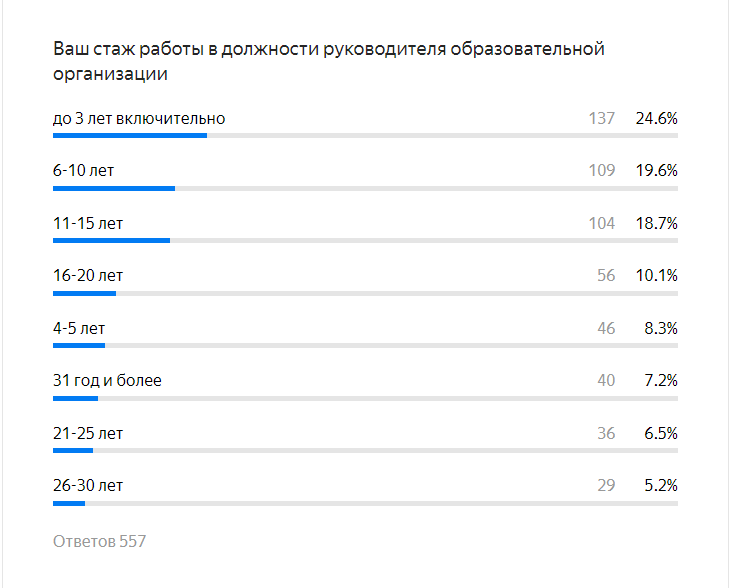 Ваш стаж работы в должности руководителя образовательной
организации
до 3 лет включительно 137 24.6%
6-10 лет 109 19.6%
11-15 лет 104 18.7%
16-20 лет 56 10.1%
4-5 лет 46 8.3%
31 год и более 40 7.2%
21-25 лет 36 6.5%
26-30 лет 29 5.2%
Ответов 557